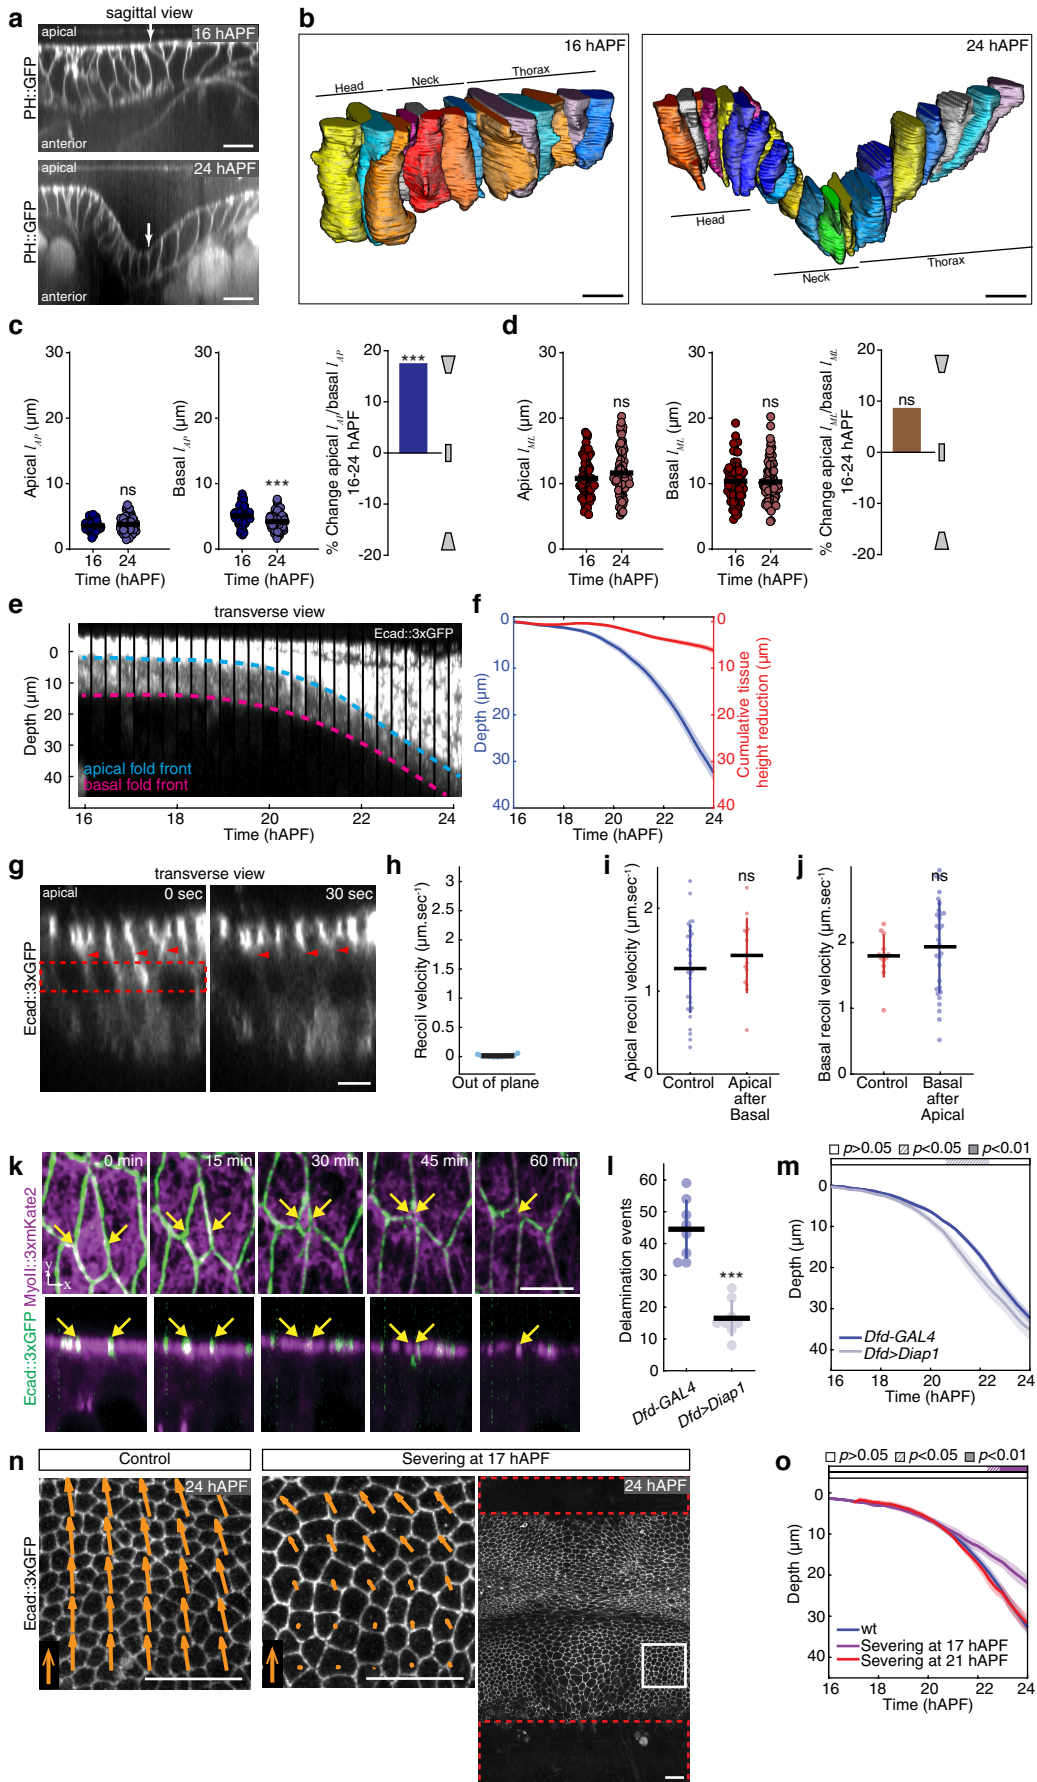 a
sagittal view
apical
16 hAPF
PH::GFP
anterior
apical
24 hAPF
PH::GFP
anterior
b
16 hAPF
Head
Neck
Thorax
24 hAPF
Head
Neck
Thorax
c
30
20
10
0
Apical l_AP (µm)
ns
16 24
Time (hAPF)
30
20
10
0
Basal l_AP (µm)
***
16 24
Time (hAPF)
% Change apical l_AP/basal l_AP
16-24 hAPF
20
10
0
-10
-20
***
d
30
20
10
0
Apical l_ML (µm)
ns
16 24
Time (hAPF)
30
20
10
0
Basal l_ML (µm)
ns
16 24
Time (hAPF)
% Change apical l_ML/basal l_ML
16-24 hAPF
20
10
0
-10
-20
ns
e
transverse view
Ecad::3xGFP
Depth (µm)
0
10
20
30
40
apical fold front
basal fold front
16 18 20 22 24
Time (hAPF)
f
0
10
20
30
40
Depth (µm)
0
10
20
30
40
Cumulative tissue
height reduction (µm)
16 18 20 22 24
Time (hAPF)
g
transverse view
apical
0 sec
30 sec
Ecad::3xGFP
h
Recoil velocity (µm.sec⁻¹)
3
2.5
2
1.5
1
0.5
0
Out of plane
i
Apical recoil velocity (µm.sec⁻¹)
2
1
0
ns
Control
Apical
after
Basal
j
Basal recoil velocity (µm.sec⁻¹)
2
1
0
ns
Control
Basal
after
Apical
k
Ecad::3xGFP MyoII::3xmKate2
0 min
15 min
30 min
45 min
60 min
y
x
l
Delamination events
60
50
40
30
20
10
0
***
Dfd-GAL4
Dfd>Diap1
m
p>0.05 p<0.05 p<0.01
Depth (µm)
0
10
20
30
40
Dfd-GAL4
Dfd>Diap1
16 18 20 22 24
Time (hAPF)
n
Control
Severing at 17 hAPF
24 hAPF
24 hAPF
Ecad::3xGFP
o
p>0.05 p<0.05 p<0.01
Depth (µm)
0
10
20
30
40
wt
Severing at 17 hAPF
Severing at 21 hAPF
16 18 20 22 24
Time (hAPF)